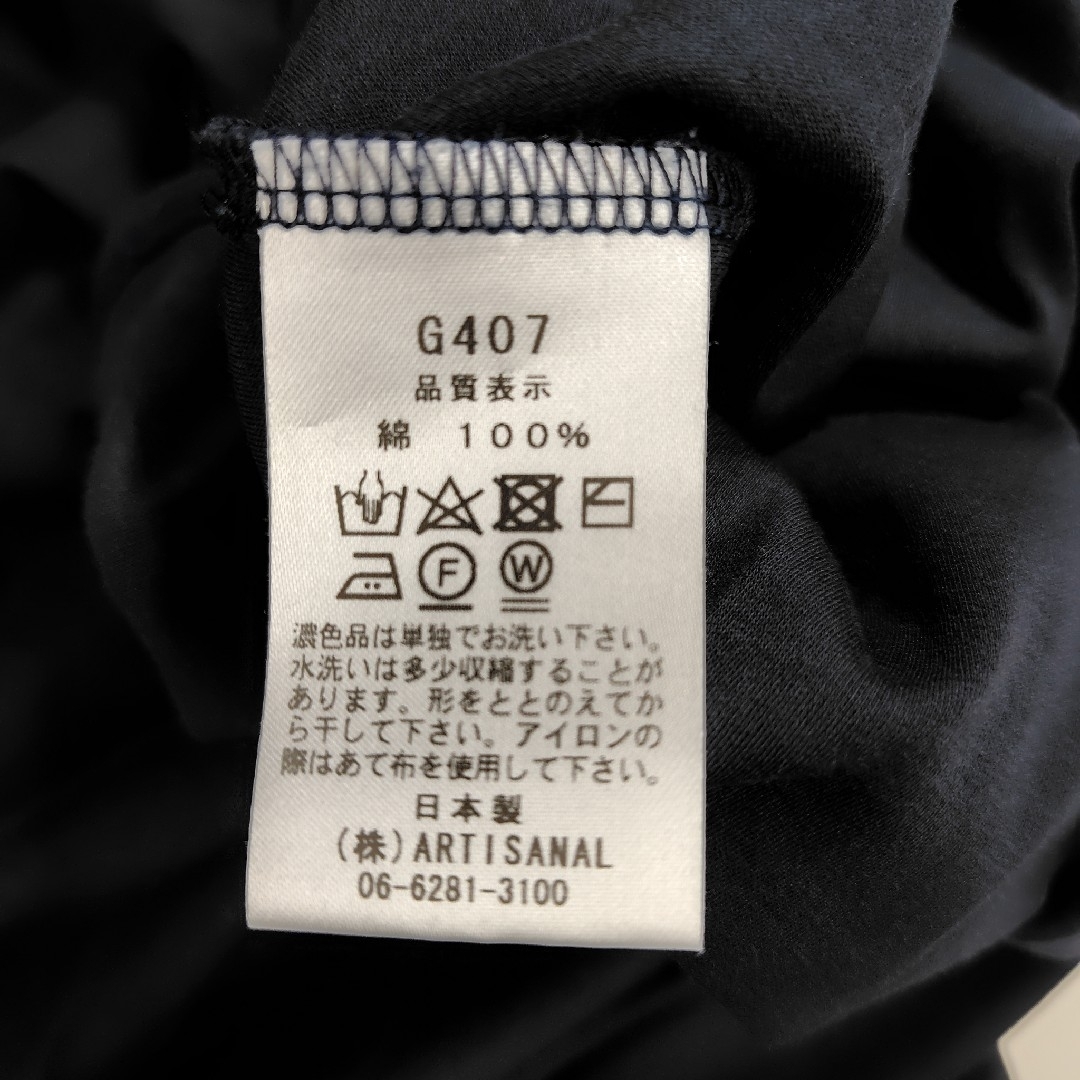 G407
品質表示
綿 100%
F W
濃色品は単独でお洗い下さい。
水洗いは多少収縮することが
あります。形をととのえてか
ら干して下さい。アイロンの
際はあて布を使用して下さい。
日本製
(株)ARTISANAL
06-6281-3100